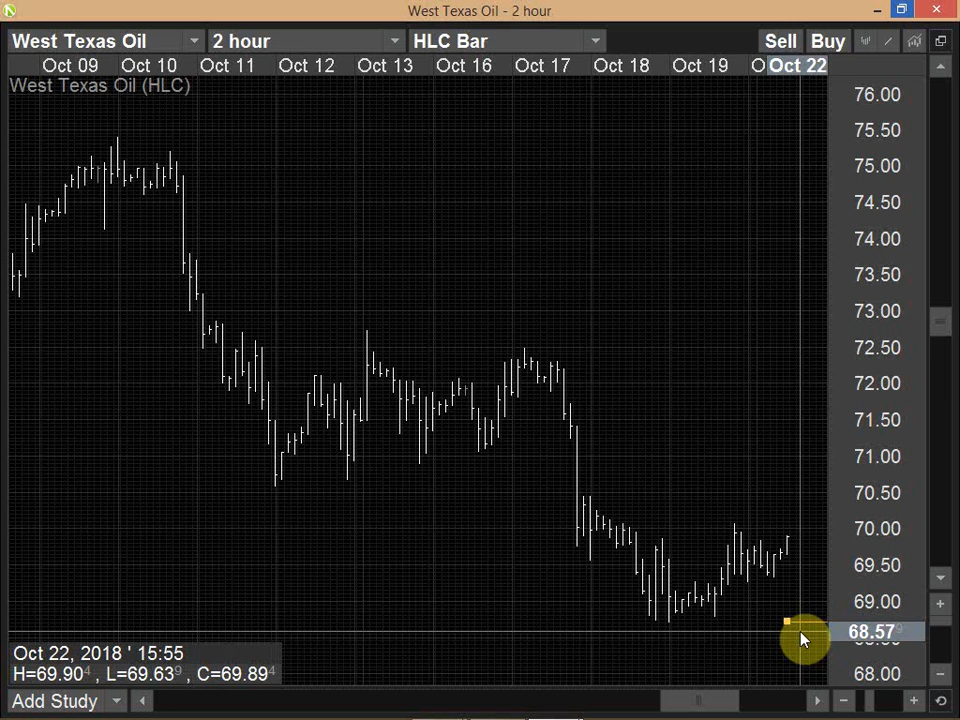 West Texas Oil - 2 hour
West Texas Oil 2 hour HLC Bar Sell Buy
Oct 09 Oct 10 Oct 11 Oct 12 Oct 13 Oct 16 Oct 17 Oct 18 Oct 19 O Oct 22
West Texas Oil (HLC)
76.00
75.50
75.00
74.50
74.00
73.50
73.00
72.50
72.00
71.50
71.00
70.50
70.00
69.50
69.00
68.57
68.00
Oct 22, 2018 ' 15:55
H=69.90⁴ , L=69.63⁹ , C=69.89⁴
Add Study